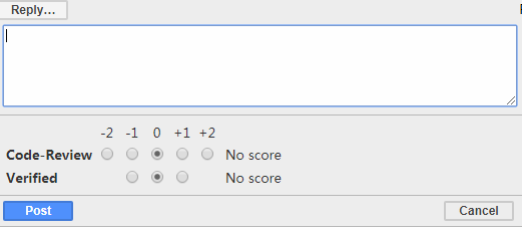 Reply...
-2 -1 0 +1 +2
Code-Review No score
Verified No score
Post Cancel